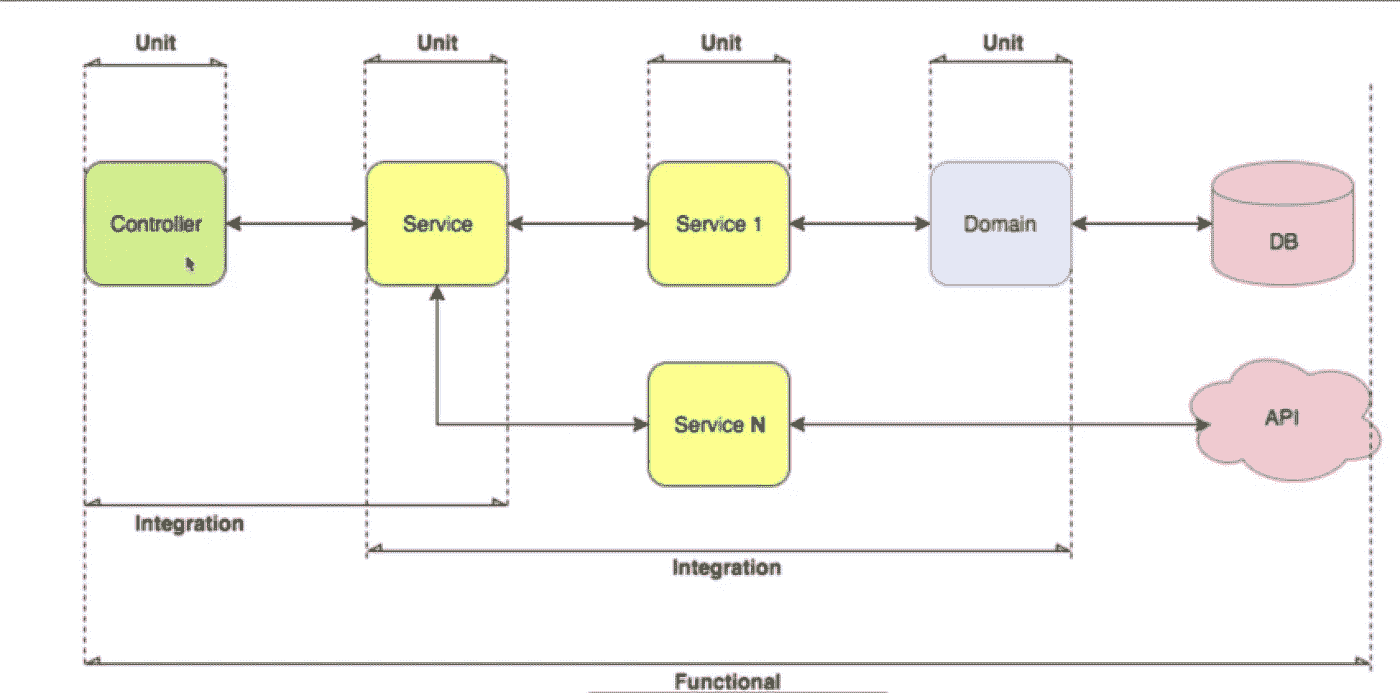 Unit Unit Unit Unit
Controller Service Service 1 Domain DB
Service N API
Integration
Integration
Functional